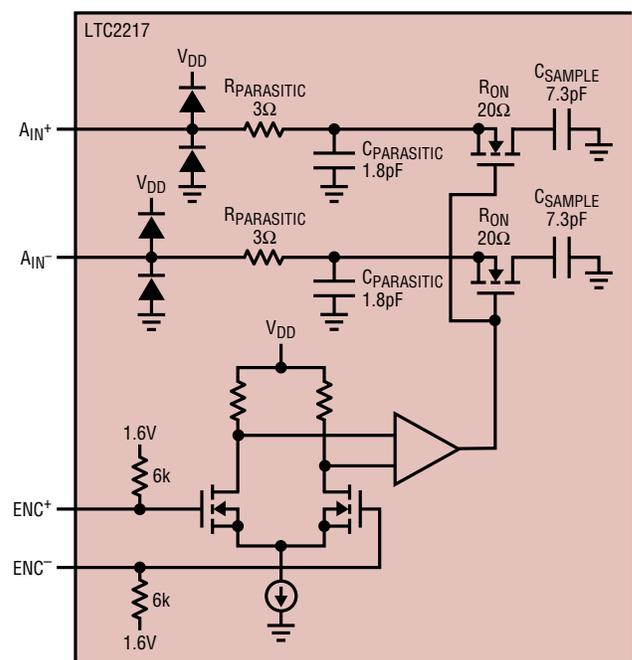 LTC2217
VDD
RPARASITIC
3Ω
RON
20Ω
CSAMPLE
7.3pF
AIN+
CPARASITIC
1.8pF
VDD
RPARASITIC
3Ω
RON
20Ω
CSAMPLE
7.3pF
AIN−
CPARASITIC
1.8pF
VDD
1.6V
6k
ENC+
ENC−
6k
1.6V